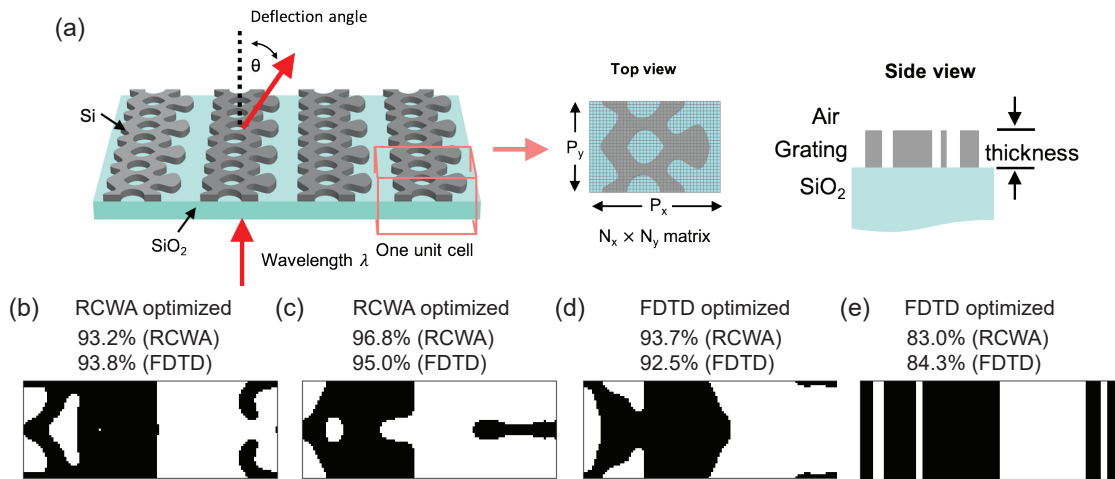 (a)
Deflection angle
θ
Si
SiO2
Wavelength λ
One unit cell
Top view
Py
Px
Nx × Ny matrix
Side view
Air
Grating
SiO2
thickness
(b)
RCWA optimized
93.2% (RCWA)
93.8% (FDTD)
(c)
RCWA optimized
96.8% (RCWA)
95.0% (FDTD)
(d)
FDTD optimized
93.7% (RCWA)
92.5% (FDTD)
(e)
FDTD optimized
83.0% (RCWA)
84.3% (FDTD)